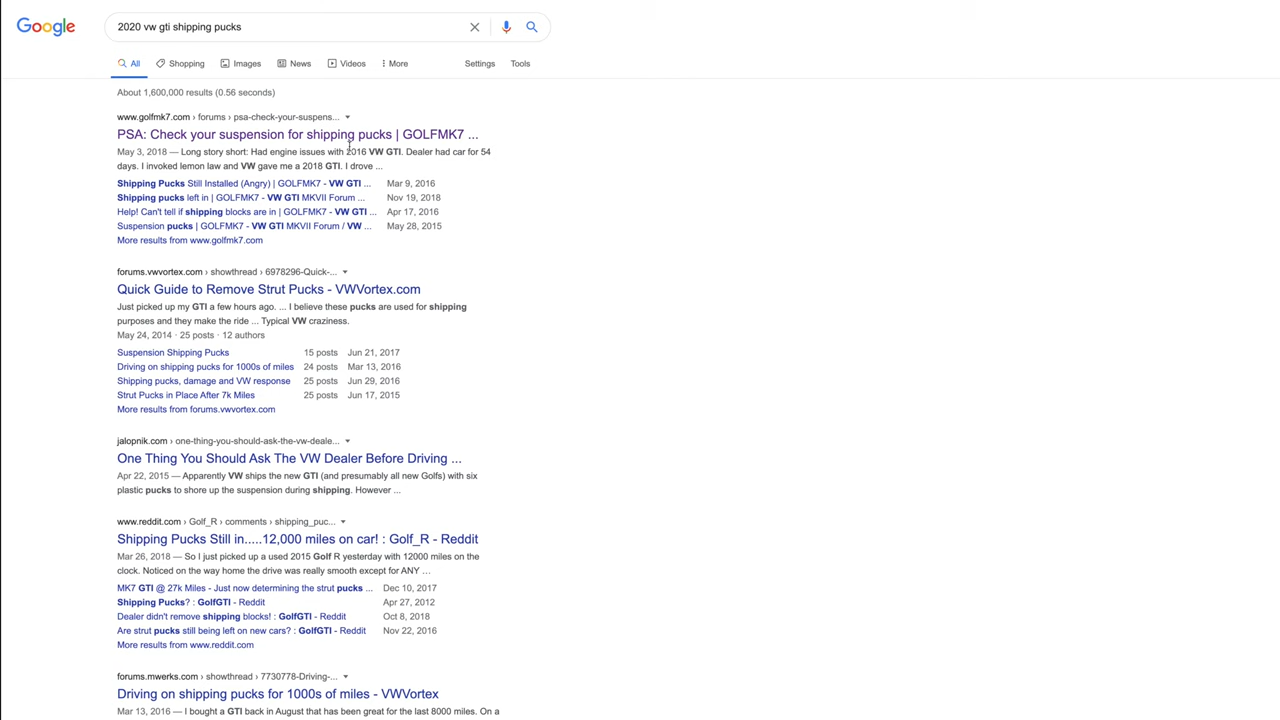 Google
2020 vw gti shipping pucks
All Shopping Images News Videos More Settings Tools
About 1,600,000 results (0.56 seconds)
www.golfmk7.com › forums › psa-check-your-suspens...
PSA: Check your suspension for shipping pucks | GOLFMK7 ...
May 3, 2018 — Long story short: Had engine issues with 2016 VW GTI. Dealer had car for 54
days. I invoked lemon law and VW gave me a 2018 GTI. I drove ...
Shipping Pucks Still Installed (Angry) | GOLFMK7 - VW GTI ... Mar 9, 2016
Shipping pucks left in | GOLFMK7 - VW GTI MKVII Forum ... Nov 19, 2018
Help! Can't tell if shipping blocks are in | GOLFMK7 - VW GTI ... Apr 17, 2016
Suspension pucks | GOLFMK7 - VW GTI MKVII Forum / VW ... May 28, 2015
More results from www.golfmk7.com
forums.vwvortex.com › showthread › 6978296-Quick-...
Quick Guide to Remove Strut Pucks - VWVortex.com
Just picked up my GTI a few hours ago. ... I believe these pucks are used for shipping
purposes and they make the ride ... Typical VW craziness.
May 24, 2014 · 25 posts · 12 authors
Suspension Shipping Pucks 15 posts Jun 21, 2017
Driving on shipping pucks for 1000s of miles 24 posts Mar 13, 2016
Shipping pucks, damage and VW response 25 posts Jun 29, 2016
Strut Pucks in Place After 7k Miles 25 posts Jun 17, 2015
More results from forums.vwvortex.com
jalopnik.com › one-thing-you-should-ask-the-vw-deale...
One Thing You Should Ask The VW Dealer Before Driving ...
Apr 22, 2015 — Apparently VW ships the new GTI (and presumably all new Golfs) with six
plastic pucks to shore up the suspension during shipping. However ...
www.reddit.com › Golf_R › comments › shipping_puc...
Shipping Pucks Still in.....12,000 miles on car! : Golf_R - Reddit
Mar 26, 2018 — So I just picked up a used 2015 Golf R yesterday with 12000 miles on the
clock. Noticed on the way home the drive was really smooth except for ANY ...
MK7 GTI @ 27k Miles - Just now determining the strut pucks ... Dec 10, 2017
Shipping Pucks? : GolfGTI - Reddit Apr 27, 2012
Dealer didn't remove shipping blocks! : GolfGTI - Reddit Oct 8, 2018
Are strut pucks still being left on new cars? : GolfGTI - Reddit Nov 22, 2016
More results from www.reddit.com
forums.mwerks.com › showthread › 7730778-Driving-...
Driving on shipping pucks for 1000s of miles - VWVortex
Mar 13, 2016 — I bought a GTI back in August that has been great for the last 8000 miles. On a